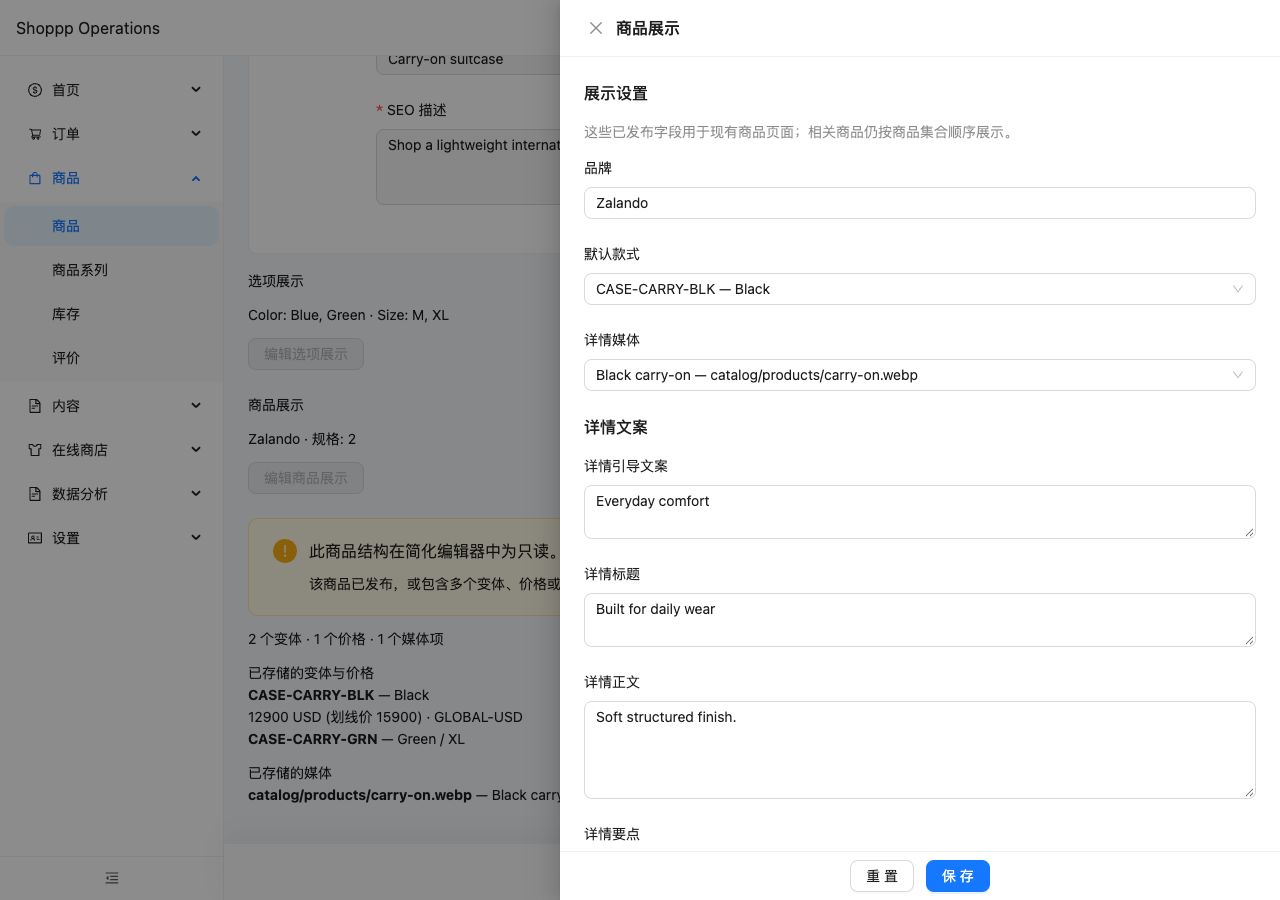 Shoppp Operations
首页
订单
商品
商品
商品系列
库存
评价
内容
在线商店
数据分析
设置
Carry-on suitcase
* SEO 描述
Shop a lightweight internat
选项展示
Color: Blue, Green · Size: M, XL
编辑选项展示
商品展示
Zalando · 规格: 2
编辑商品展示
此商品结构在简化编辑器中为只读。
该商品已发布，或包含多个变体、价格或
2 个变体 · 1 个价格 · 1 个媒体项
已存储的变体与价格
CASE-CARRY-BLK — Black
12900 USD (划线价 15900) · GLOBAL-USD
CASE-CARRY-GRN — Green / XL
已存储的媒体
catalog/products/carry-on.webp — Black carry
商品展示
展示设置
这些已发布字段用于现有商品页面；相关商品仍按商品集合顺序展示。
品牌
Zalando
默认款式
CASE-CARRY-BLK — Black
详情媒体
Black carry-on — catalog/products/carry-on.webp
详情文案
详情引导文案
Everyday comfort
详情标题
Built for daily wear
详情正文
Soft structured finish.
详情要点
重 置
保 存